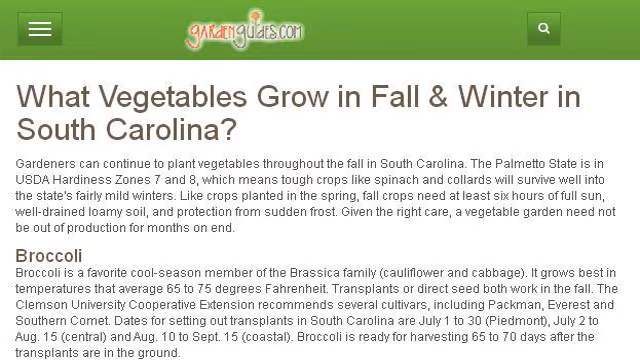 gardenguides.com
What Vegetables Grow in Fall & Winter in
South Carolina?
Gardeners can continue to plant vegetables throughout the fall in South Carolina. The Palmetto State is in
USDA Hardiness Zones 7 and 8, which means tough crops like spinach and collards will survive well into
the state's fairly mild winters. Like crops planted in the spring, fall crops need at least six hours of full sun,
well-drained loamy soil, and protection from sudden frost. Given the right care, a vegetable garden need not
be out of production for months on end.
Broccoli
Broccoli is a favorite cool-season member of the Brassica family (cauliflower and cabbage). It grows best in
temperatures that average 65 to 75 degrees Fahrenheit. Transplants or direct seed both work in the fall. The
Clemson University Cooperative Extension recommends several cultivars, including Packman, Everest and
Southern Comet. Dates for setting out transplants in South Carolina are July 1 to 30 (Piedmont), July 2 to
Aug. 15 (central) and Aug. 10 to Sept. 15 (coastal). Broccoli is ready for harvesting 65 to 70 days after the
transplants are in the ground.